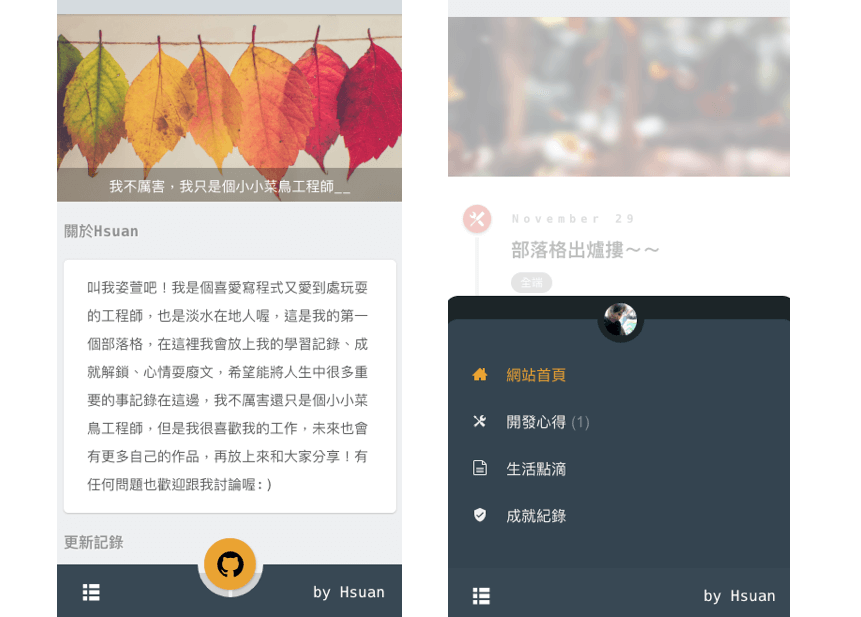 我不厲害，我只是個小小菜鳥工程師__
關於Hsuan
叫我姿萱吧！我是個喜愛寫程式又愛到處玩耍
的工程師，也是淡水在地人喔，這是我的第一
個部落格，在這裡我會放上我的學習記錄、成
就解鎖、心情耍廢文，希望能將人生中很多重
要的事記錄在這邊，我不厲害還只是個小小菜
鳥工程師，但是我很喜歡我的工作，未來也會
有更多自己的作品，再放上來和大家分享！有
任何問題也歡迎跟我討論喔:)
更新記錄
by Hsuan
November 29
部落格出爐摟～～
全端
網站首頁
開發心得 (1)
生活點滴
成就紀錄
by Hsuan